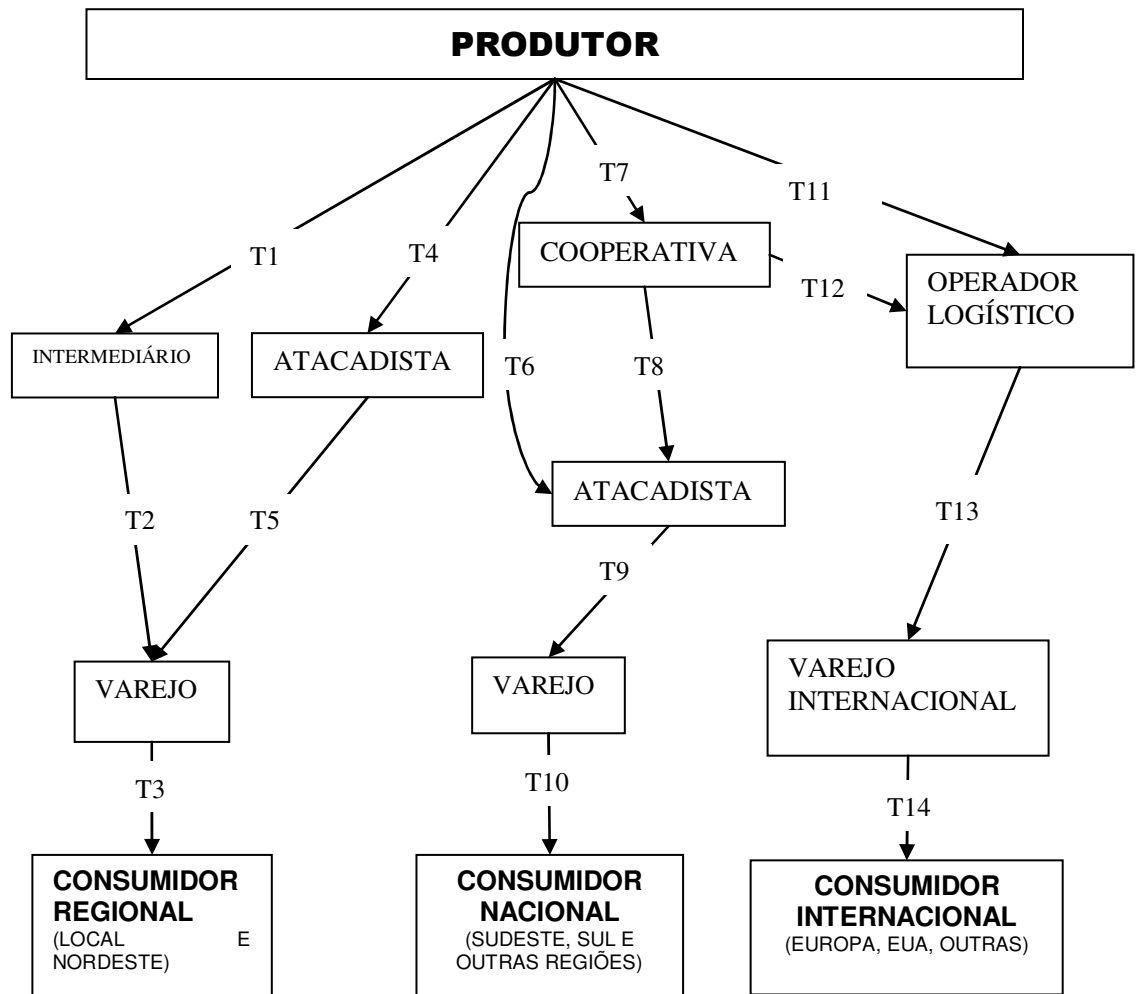 PRODUTOR
T7
T11
T1
T4
COOPERATIVA
T12
OPERADOR
LOGÍSTICO
INTERMEDIÁRIO
ATACADISTA
T6
T8
ATACADISTA
T2
T5
T13
T9
VAREJO
VAREJO
VAREJO
INTERNACIONAL
T3
T10
T14
CONSUMIDOR
REGIONAL
(LOCAL E
NORDESTE)
CONSUMIDOR
NACIONAL
(SUDESTE, SUL E
OUTRAS REGIÕES)
CONSUMIDOR
INTERNACIONAL
(EUROPA, EUA, OUTRAS)